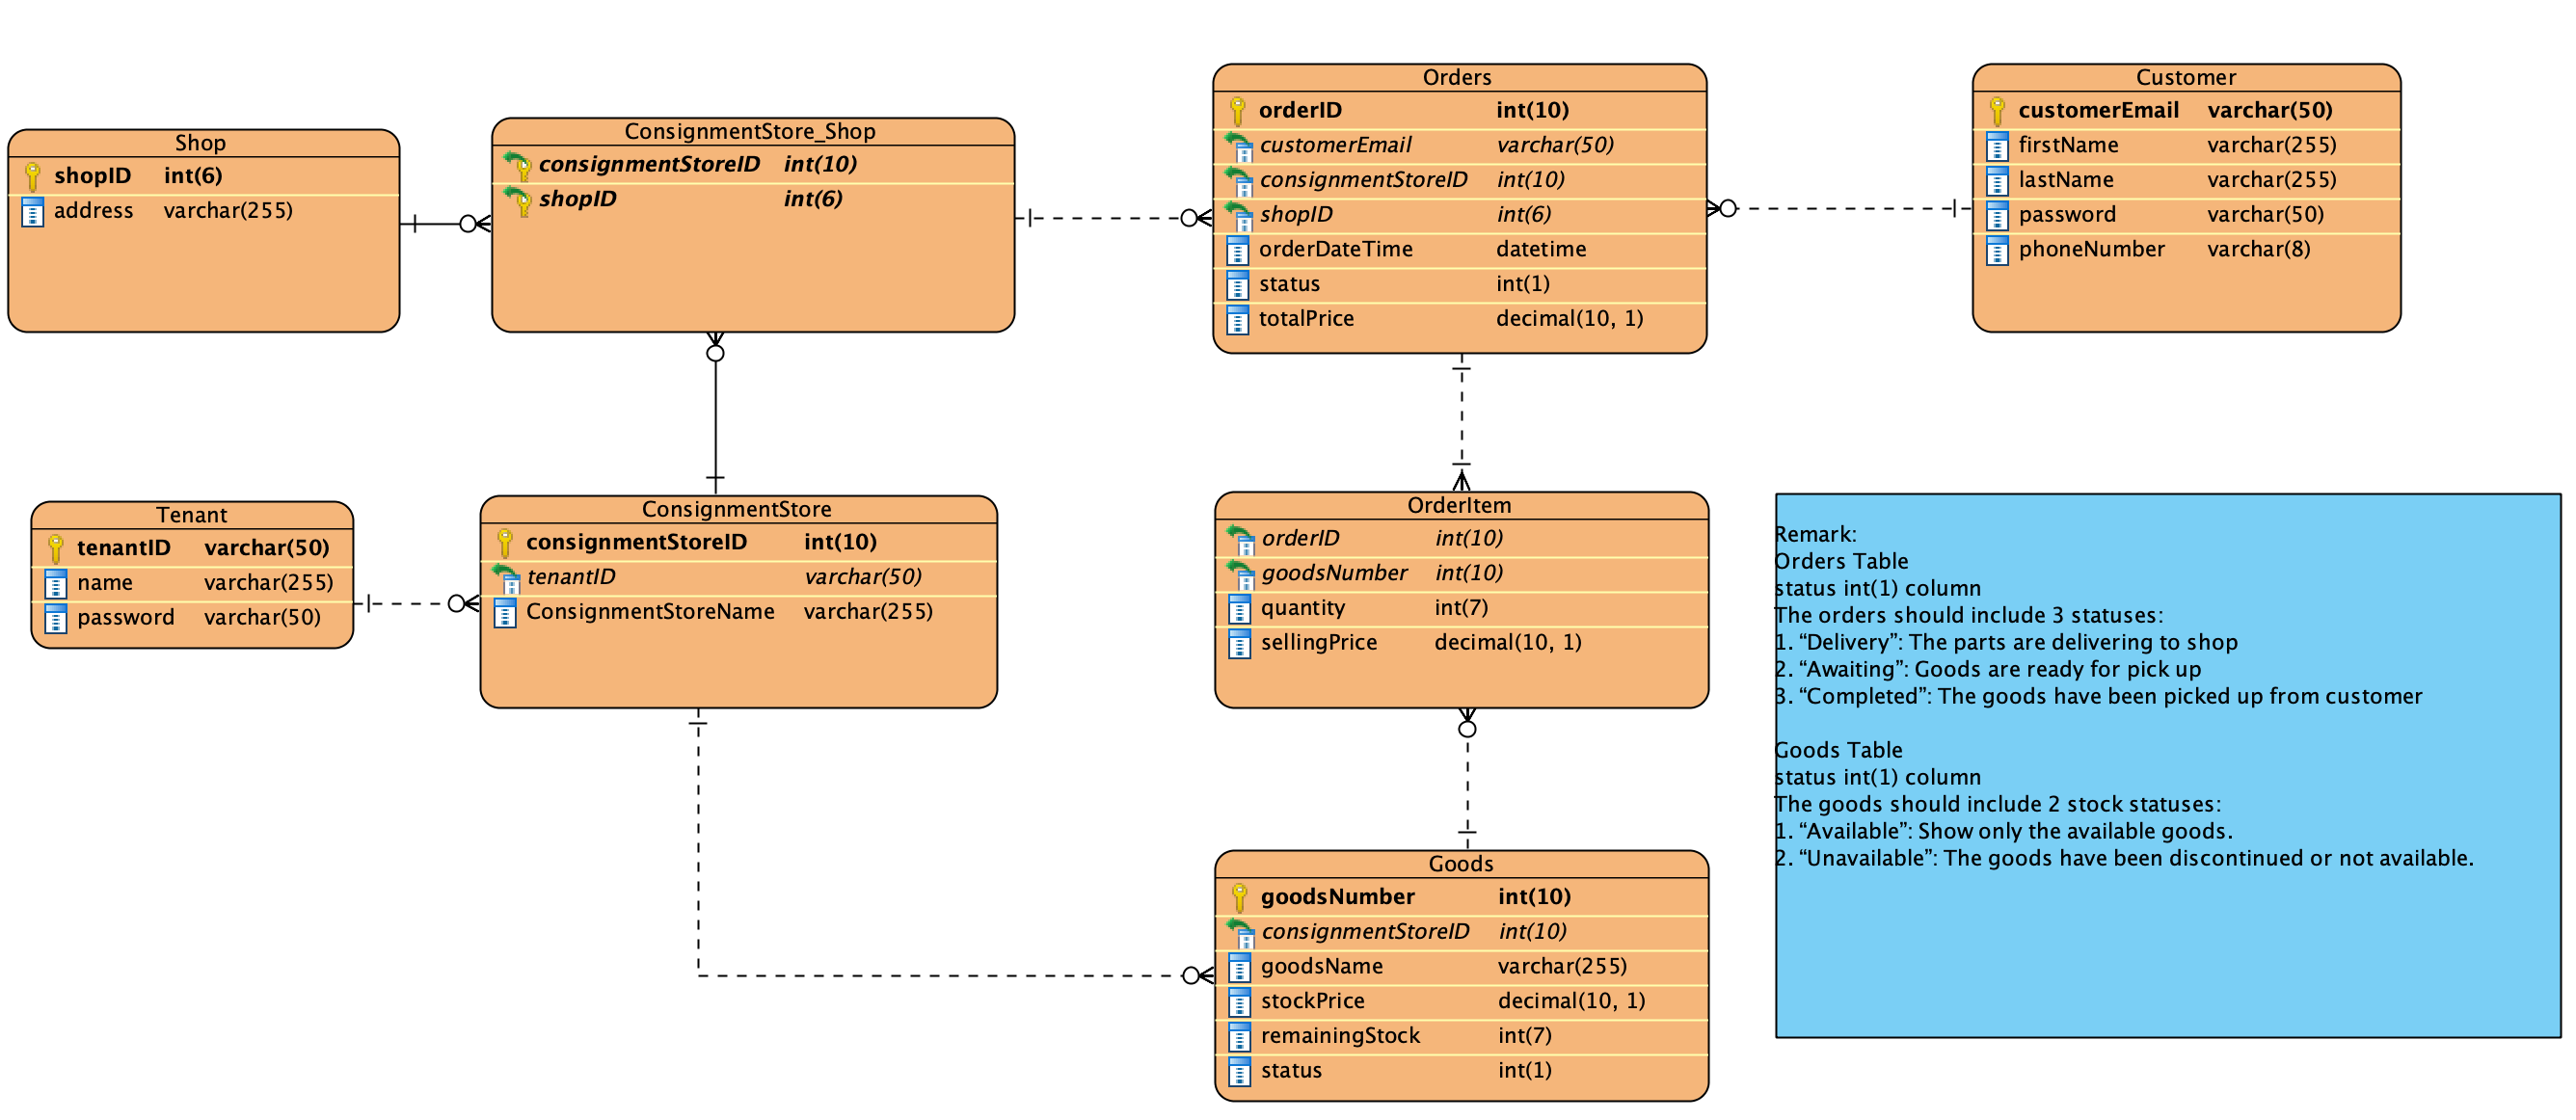 Shop
shopID int(6)
address varchar(255)
ConsignmentStore_Shop
consignmentStoreID int(10)
shopID int(6)
Orders
orderID int(10)
customerEmail varchar(50)
consignmentStoreID int(10)
shopID int(6)
orderDateTime datetime
status int(1)
totalPrice decimal(10, 1)
Customer
customerEmail varchar(50)
firstName varchar(255)
lastName varchar(255)
password varchar(50)
phoneNumber varchar(8)
Tenant
tenantID varchar(50)
name varchar(255)
password varchar(50)
ConsignmentStore
consignmentStoreID int(10)
tenantID varchar(50)
ConsignmentStoreName varchar(255)
OrderItem
orderID int(10)
goodsNumber int(10)
quantity int(7)
sellingPrice decimal(10, 1)
Remark:
Orders Table
status int(1) column
The orders should include 3 statuses:
1. “Delivery”: The parts are delivering to shop
2. “Awaiting”: Goods are ready for pick up
3. “Completed”: The goods have been picked up from customer
Goods Table
status int(1) column
The goods should include 2 stock statuses:
1. “Available”: Show only the available goods.
2. “Unavailable”: The goods have been discontinued or not available.
Goods
goodsNumber int(10)
consignmentStoreID int(10)
goodsName varchar(255)
stockPrice decimal(10, 1)
remainingStock int(7)
status int(1)